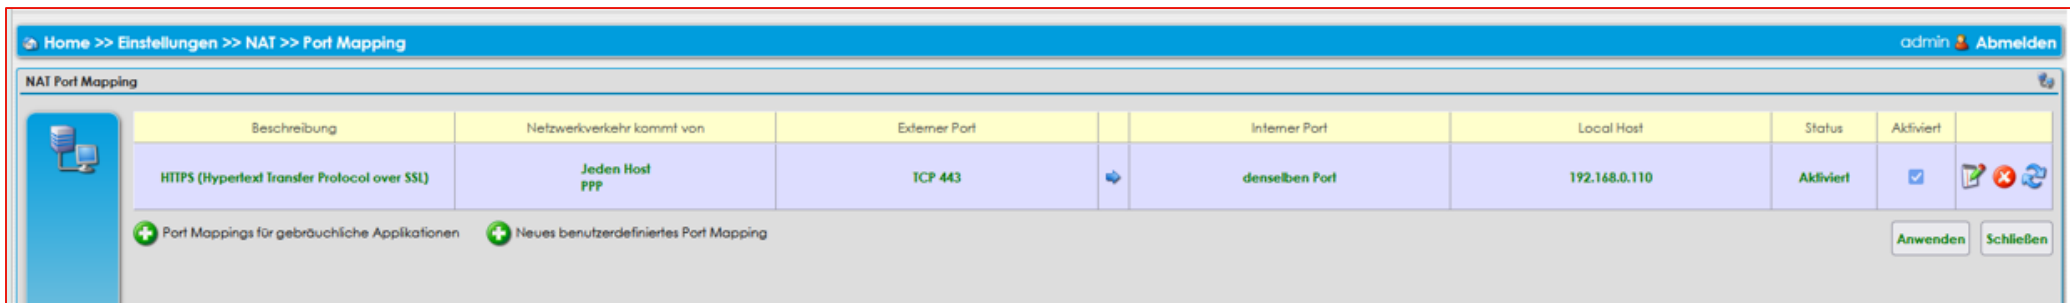 Home >> Einstellungen >> NAT >> Port Mapping admin Abmelden
NAT Port Mapping
Beschreibung Netzwerkverkehr kommt von Externer Port Interner Port Local Host Status Aktiviert
HTTPS (Hypertext Transfer Protocol over SSL) Jeden Host TCP 443 denselben Port 192.168.0.110 Aktiviert
PPP
Port Mappings für gebräuchliche Applikationen Neues benutzerdefiniertes Port Mapping Anwenden Schließen